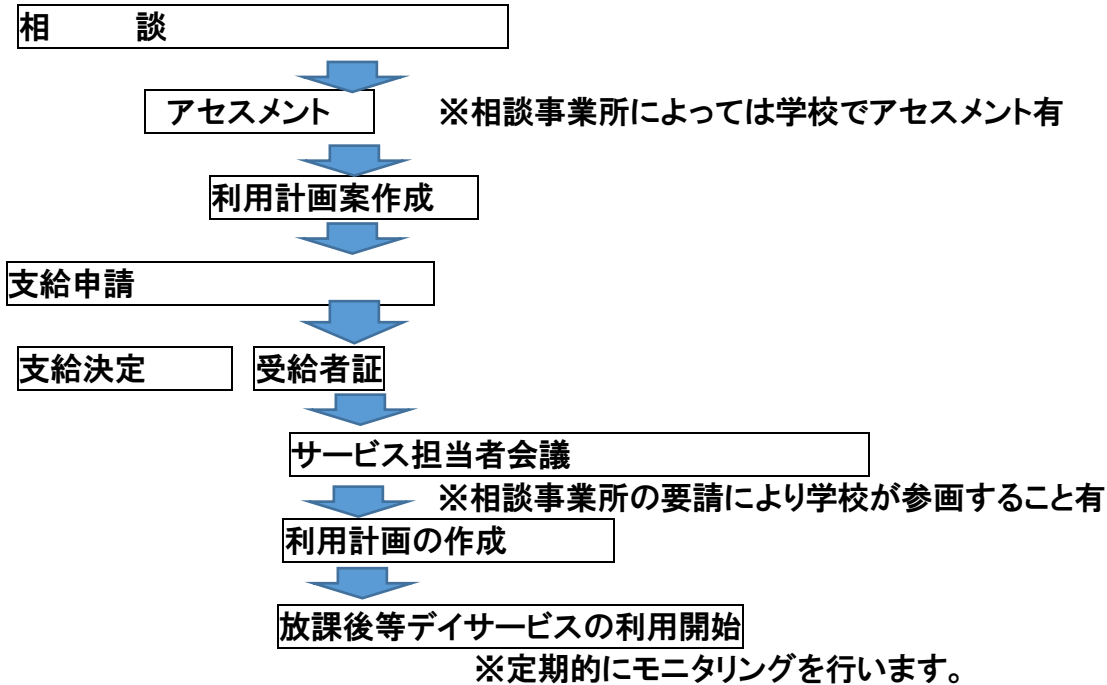 相　　　談
アセスメント　　※相談事業所によっては学校でアセスメント有
利用計画案作成
支給申請
支給決定　受給者証
サービス担当者会議
※相談事業所の要請により学校が参画すること有
利用計画の作成
放課後等デイサービスの利用開始
※定期的にモニタリングを行います。